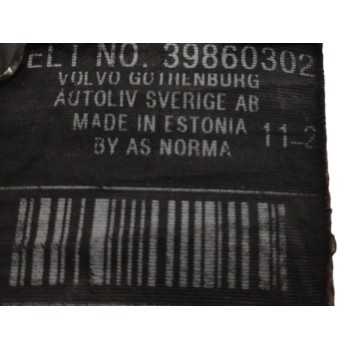 ELT NO. 39860302
VOLVO GOTHENBURG
AUTOLIV SVERIGE AB
MADE IN ESTONIA 11-2
BY AS NORMA